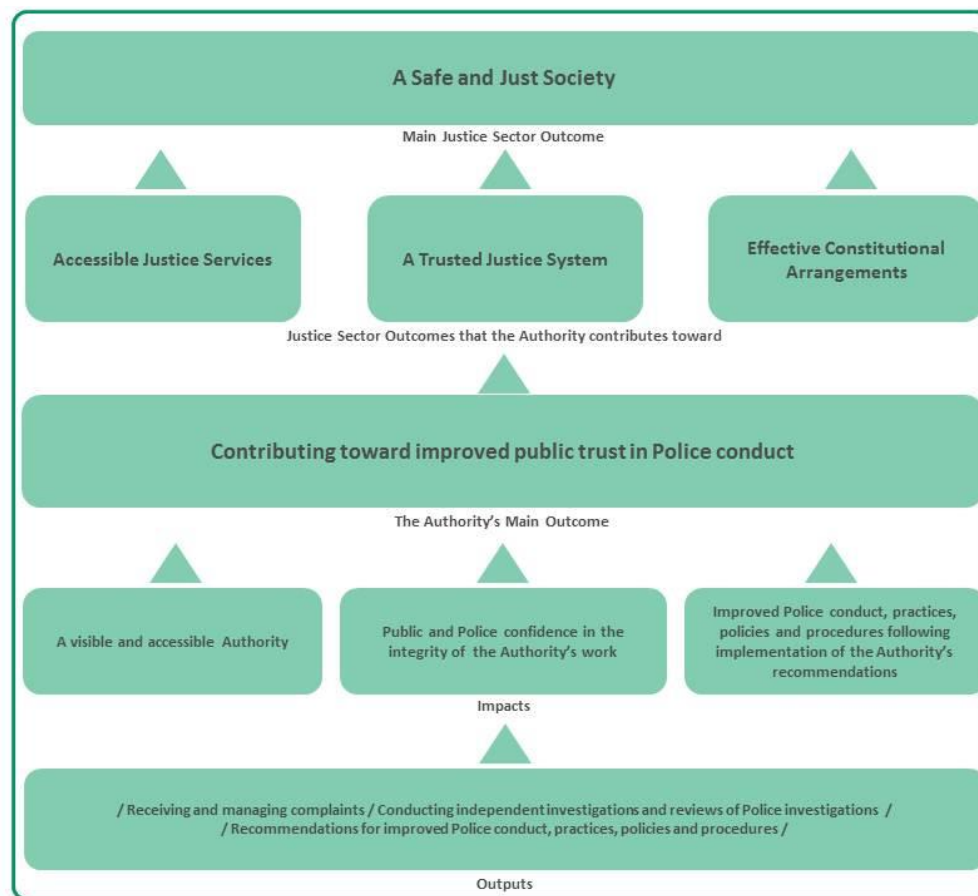 A Safe and Just Society
Main Justice Sector Outcome
Accessible Justice Services
A Trusted Justice System
Effective Constitutional
Arrangements
Justice Sector Outcomes that the Authority contributes toward
Contributing toward improved public trust in Police conduct
The Authority's Main Outcome
A visible and accessible Authority
Public and Police confidence in the
integrity of the Authority's work
Improved Police conduct, practices,
policies and procedures following
implementation of the Authority's
recommendations
Impacts
/ Receiving and managing complaints / Conducting independent investigations and reviews of Police investigations /
/ Recommendations for improved Police conduct, practices, policies and procedures /
Outputs